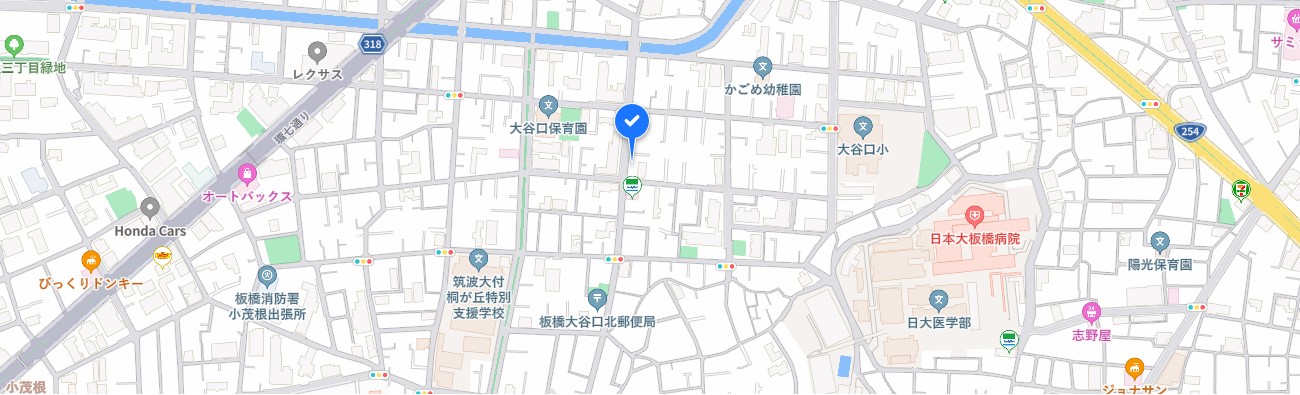 318
レクサス
三丁目緑地
サミ
かごめ幼稚園
254
環七通り
大谷口保育園
大谷口小
オートバックス
7
Honda Cars
日本大板橋病院
びっくりドンキー
陽光保育園
板橋消防署
小茂根出張所
筑波大付
桐が丘特別
支援学校
板橋大谷口北郵便局
日大医学部
志野屋
小茂根
ジョナサン